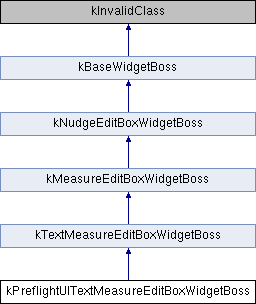 kInvalidClass
kBaseWidgetBoss
kNudgeEditBoxWidgetBoss
kMeasureEditBoxWidgetBoss
kTextMeasureEditBoxWidgetBoss
kPreflightUITextMeasureEditBoxWidgetBoss